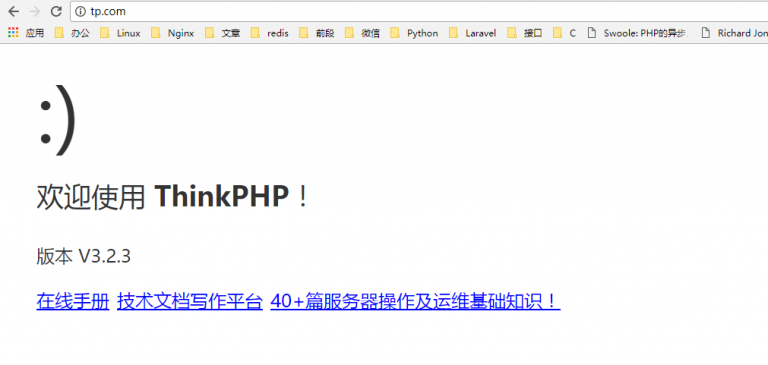 tp.com
应用 办公 Linux Nginx 文章 redis 前段 微信 Python Laravel 接口 C Swoole: PHP的异步 Richard Jon
:)
欢迎使用 ThinkPHP！
版本 V3.2.3
在线手册 技术文档写作平台 40+篇服务器操作及运维基础知识！